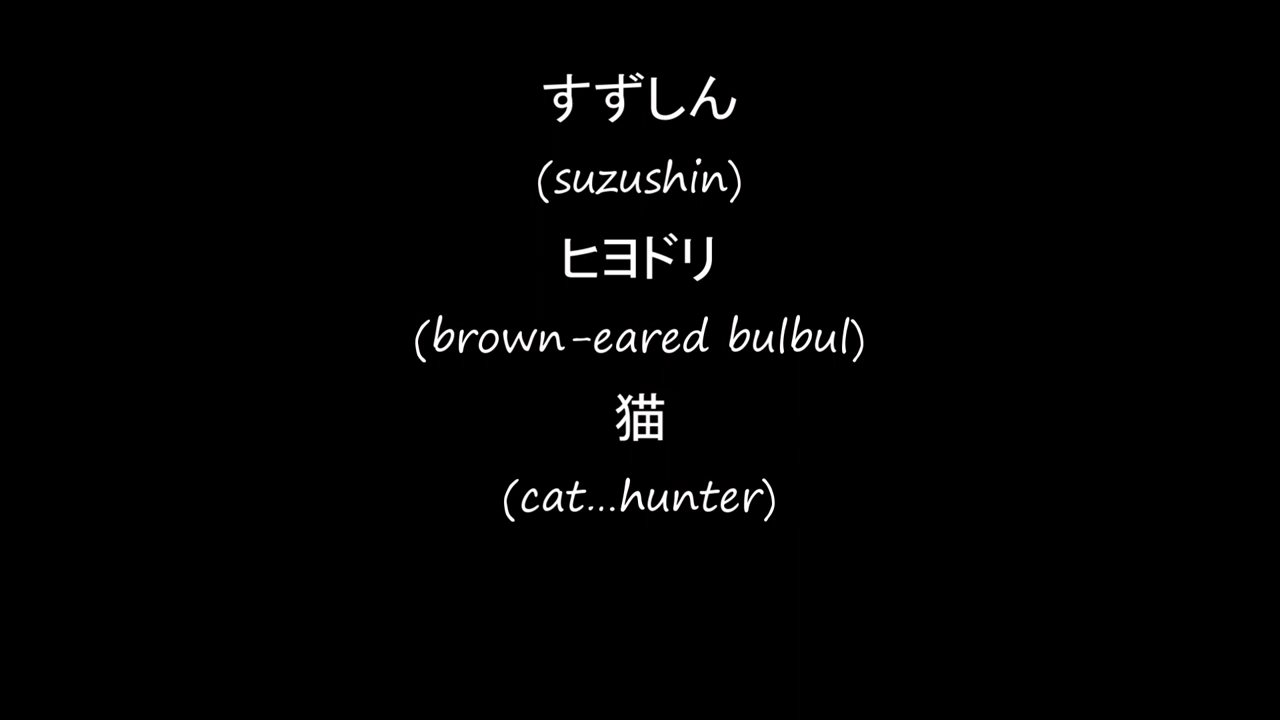 すずしん
(suzushin)
ヒヨドリ
(brown-eared bulbul)
猫
(cat...hunter)